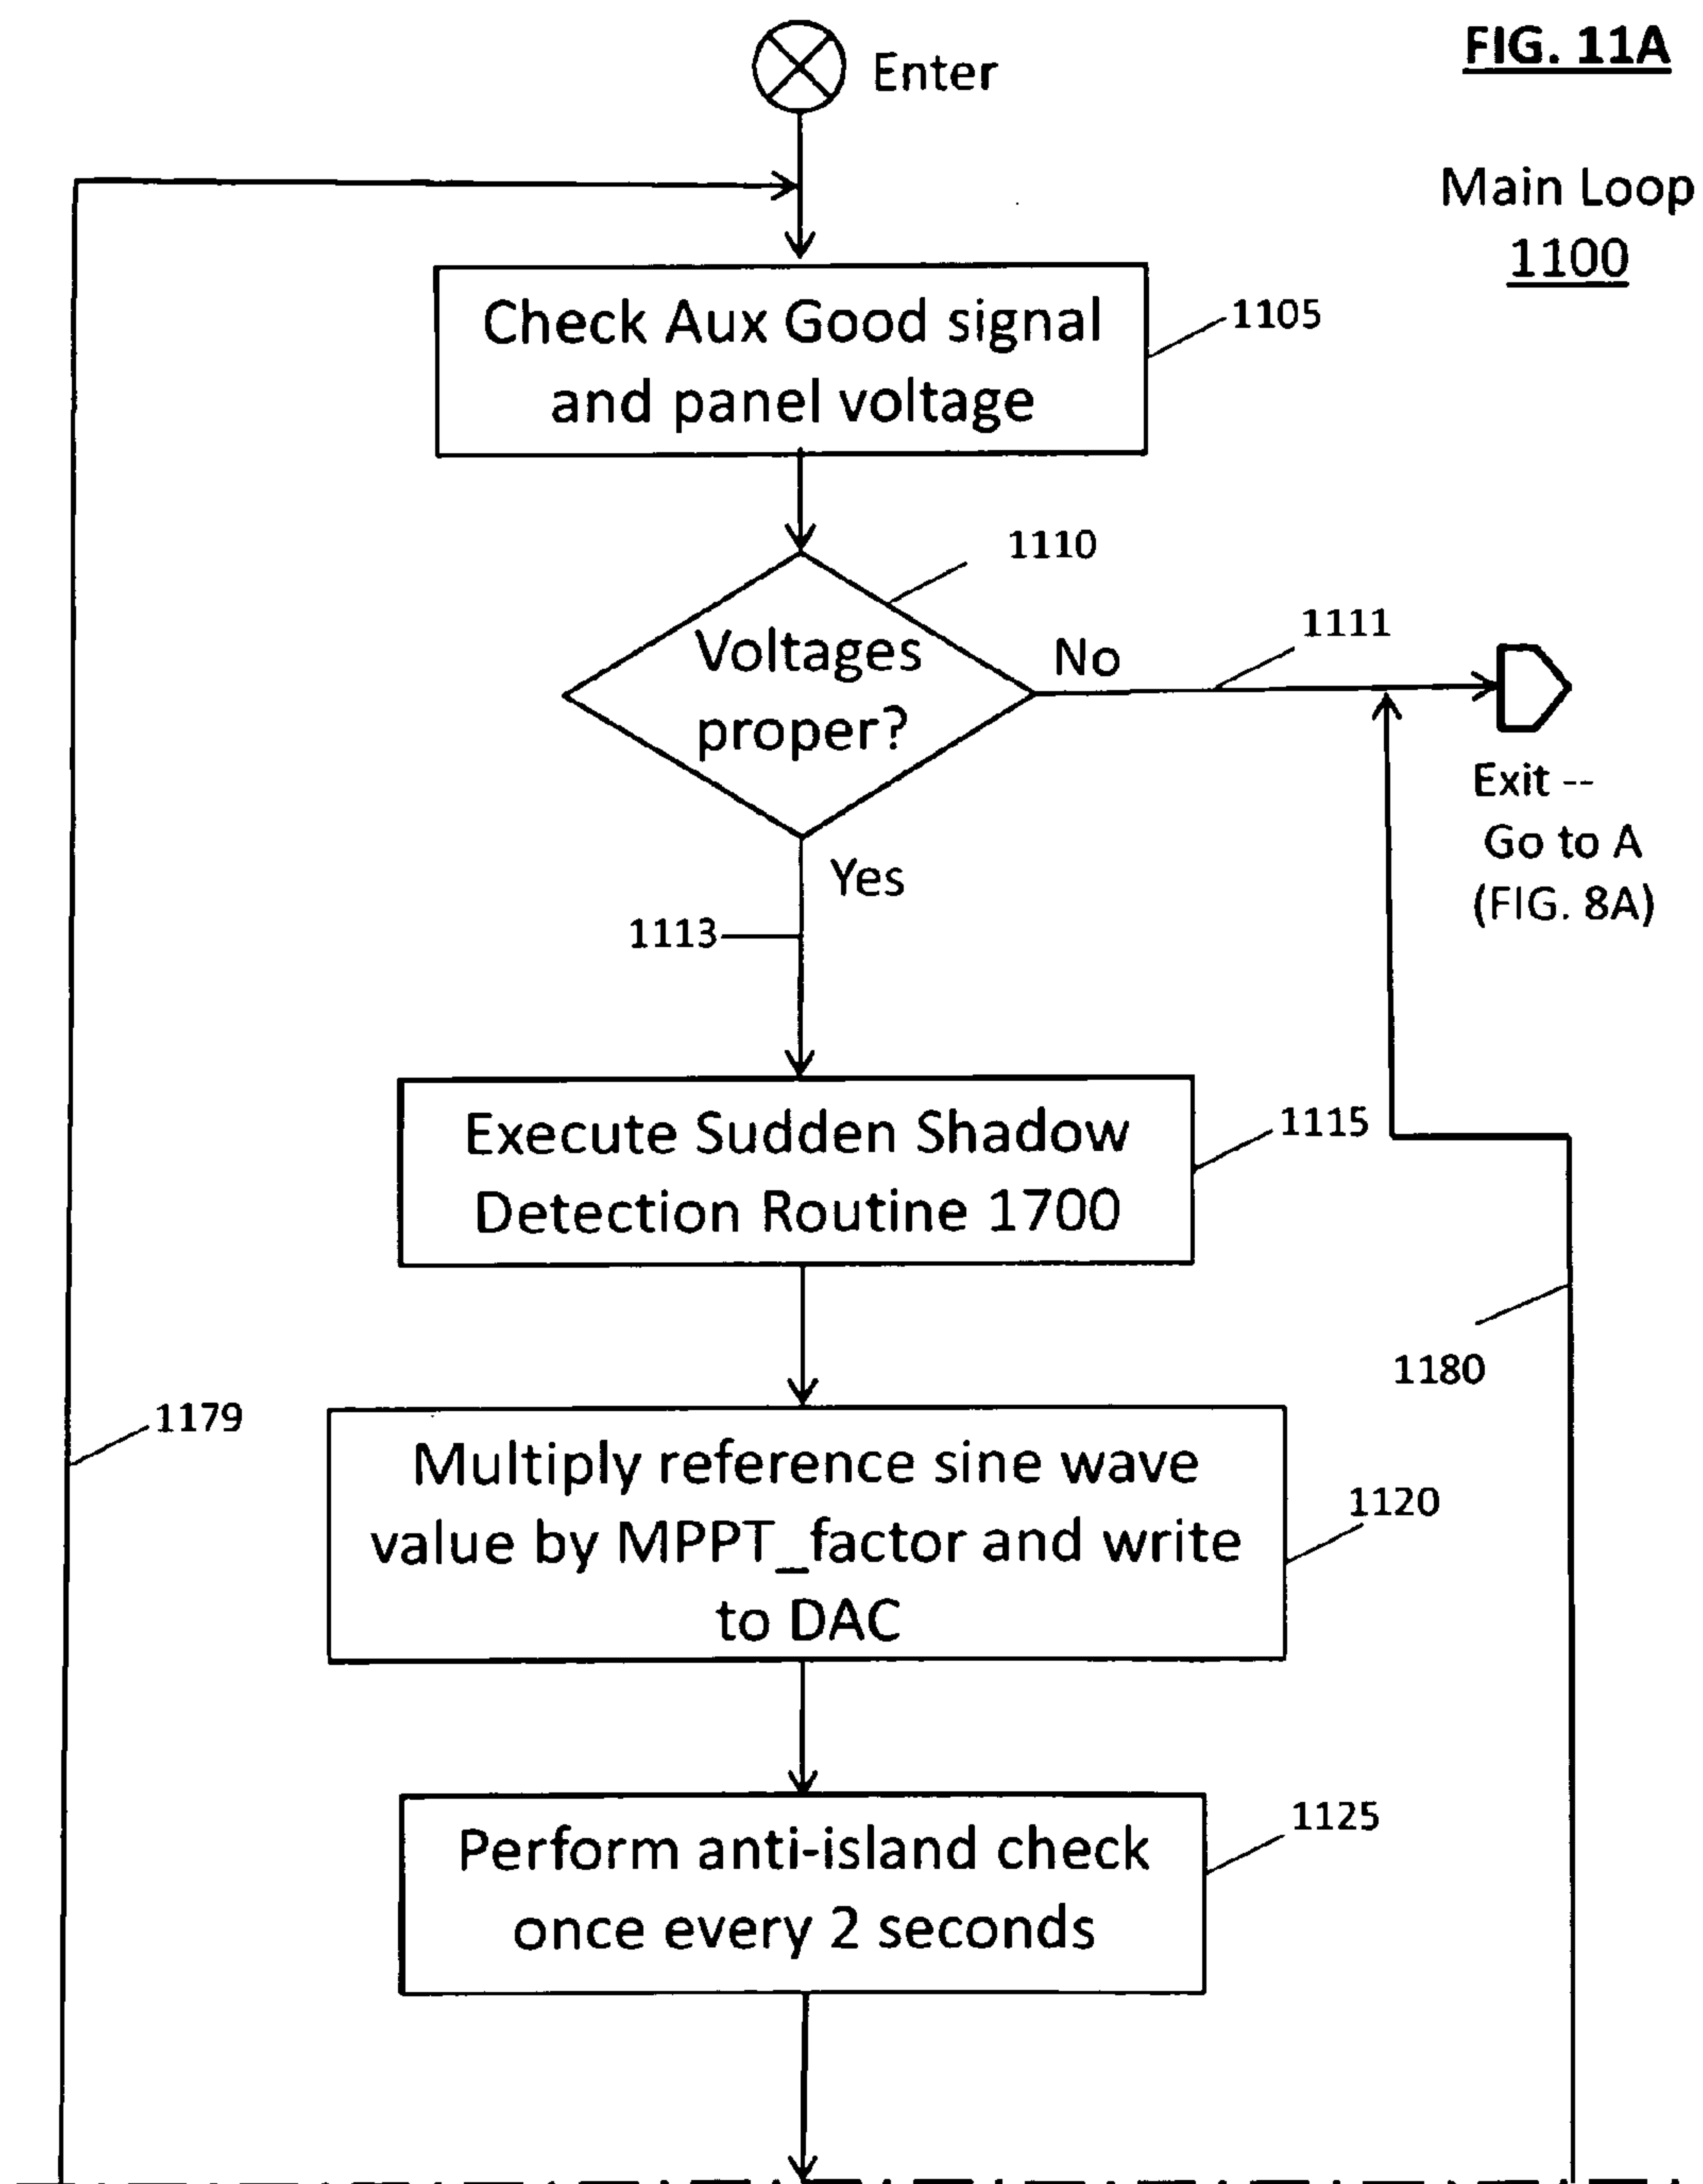 FIG. 11A
Enter
Main Loop
1100
Check Aux Good signal
and panel voltage
1105
1110
Voltages
proper?
No
1111
Exit --
Go to A
(FIG. 8A)
Yes
1113
Execute Sudden Shadow
Detection Routine 1700
1115
1180
1179
Multiply reference sine wave
value by MPPT_factor and write
to DAC
1120
Perform anti-island check
once every 2 seconds
1125